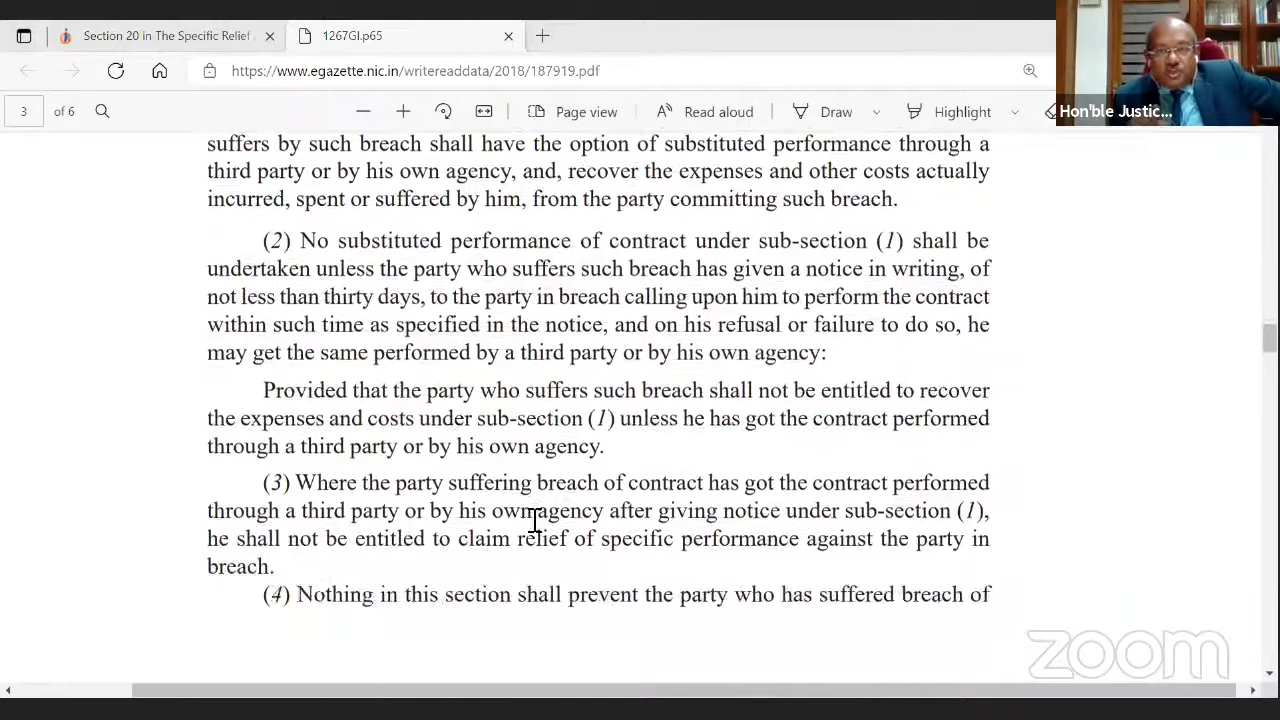 Section 20 in The Specific Relief
1267GI.p65
https://www.egazette.nic.in/writereaddata/2018/187919.pdf
3 of 6
Page view
Read aloud
Draw
Highlight
Hon'ble Justic...
suffers by such breach shall have the option of substituted performance through a
third party or by his own agency, and, recover the expenses and other costs actually
incurred, spent or suffered by him, from the party committing such breach.
(2) No substituted performance of contract under sub-section (1) shall be
undertaken unless the party who suffers such breach has given a notice in writing, of
not less than thirty days, to the party in breach calling upon him to perform the contract
within such time as specified in the notice, and on his refusal or failure to do so, he
may get the same performed by a third party or by his own agency:
Provided that the party who suffers such breach shall not be entitled to recover
the expenses and costs under sub-section (1) unless he has got the contract performed
through a third party or by his own agency.
(3) Where the party suffering breach of contract has got the contract performed
through a third party or by his own agency after giving notice under sub-section (1),
he shall not be entitled to claim relief of specific performance against the party in
breach.
(4) Nothing in this section shall prevent the party who has suffered breach of
zoom